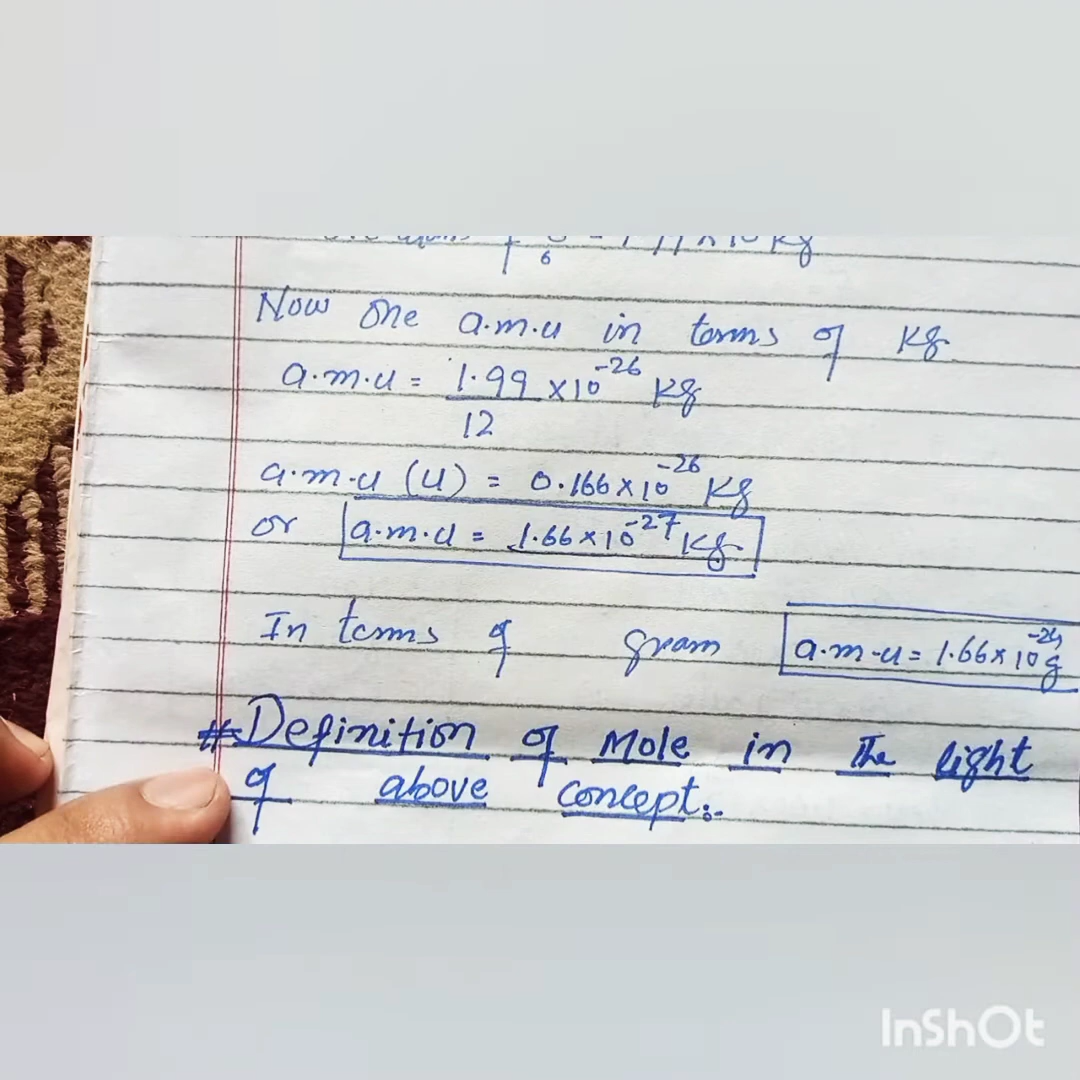 6
Now one a.m.u in terms of Kg
a.m.u = 1.99/12 ×10⁻²⁶ Kg
a.m.u (u) = 0.166×10⁻²⁶ Kg
or a.m.u = 1.66×10⁻²⁷ Kg
In terms of gram a.m.u = 1.66×10⁻²⁴g
# Definition of Mole in The light
of above concept:-
InShOt